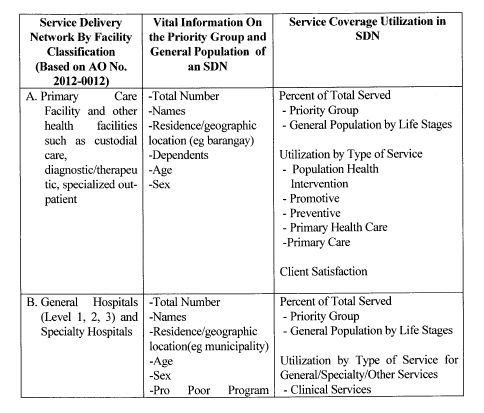 Service Delivery
Network By Facility
Classification
(Based on AO No.
2012-0012)
Vital Information On
the Priority Group and
General Population of
an SDN
Service Coverage Utilization in
SDN
A. Primary Care
Facility and other
health facilities
such as custodial
care,
diagnostic/therapeu
tic, specialized out-
patient
-Total Number
-Names
-Residence/geographic
location (eg barangay)
-Dependents
-Age
-Sex
Percent of Total Served
- Priority Group
- General Population by Life Stages
Utilization by Type of Service
- Population Health
Intervention
- Promotive
- Preventive
- Primary Health Care
-Primary Care
Client Satisfaction
B. General Hospitals
(Level 1, 2, 3) and
Specialty Hospitals
-Total Number
-Names
-Residence/geographic
location(eg municipality)
-Age
-Sex
-Pro Poor Program
Percent of Total Served
- Priority Group
- General Population by Life Stages
Utilization by Type of Service for
General/Specialty/Other Services
- Clinical Services